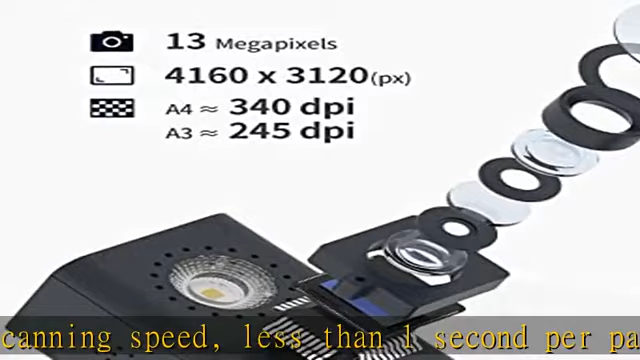 13 Megapixels
4160 x 3120(px)
A4 ≈ 340 dpi
A3 ≈ 245 dpi
canning speed, less than 1 second per pa